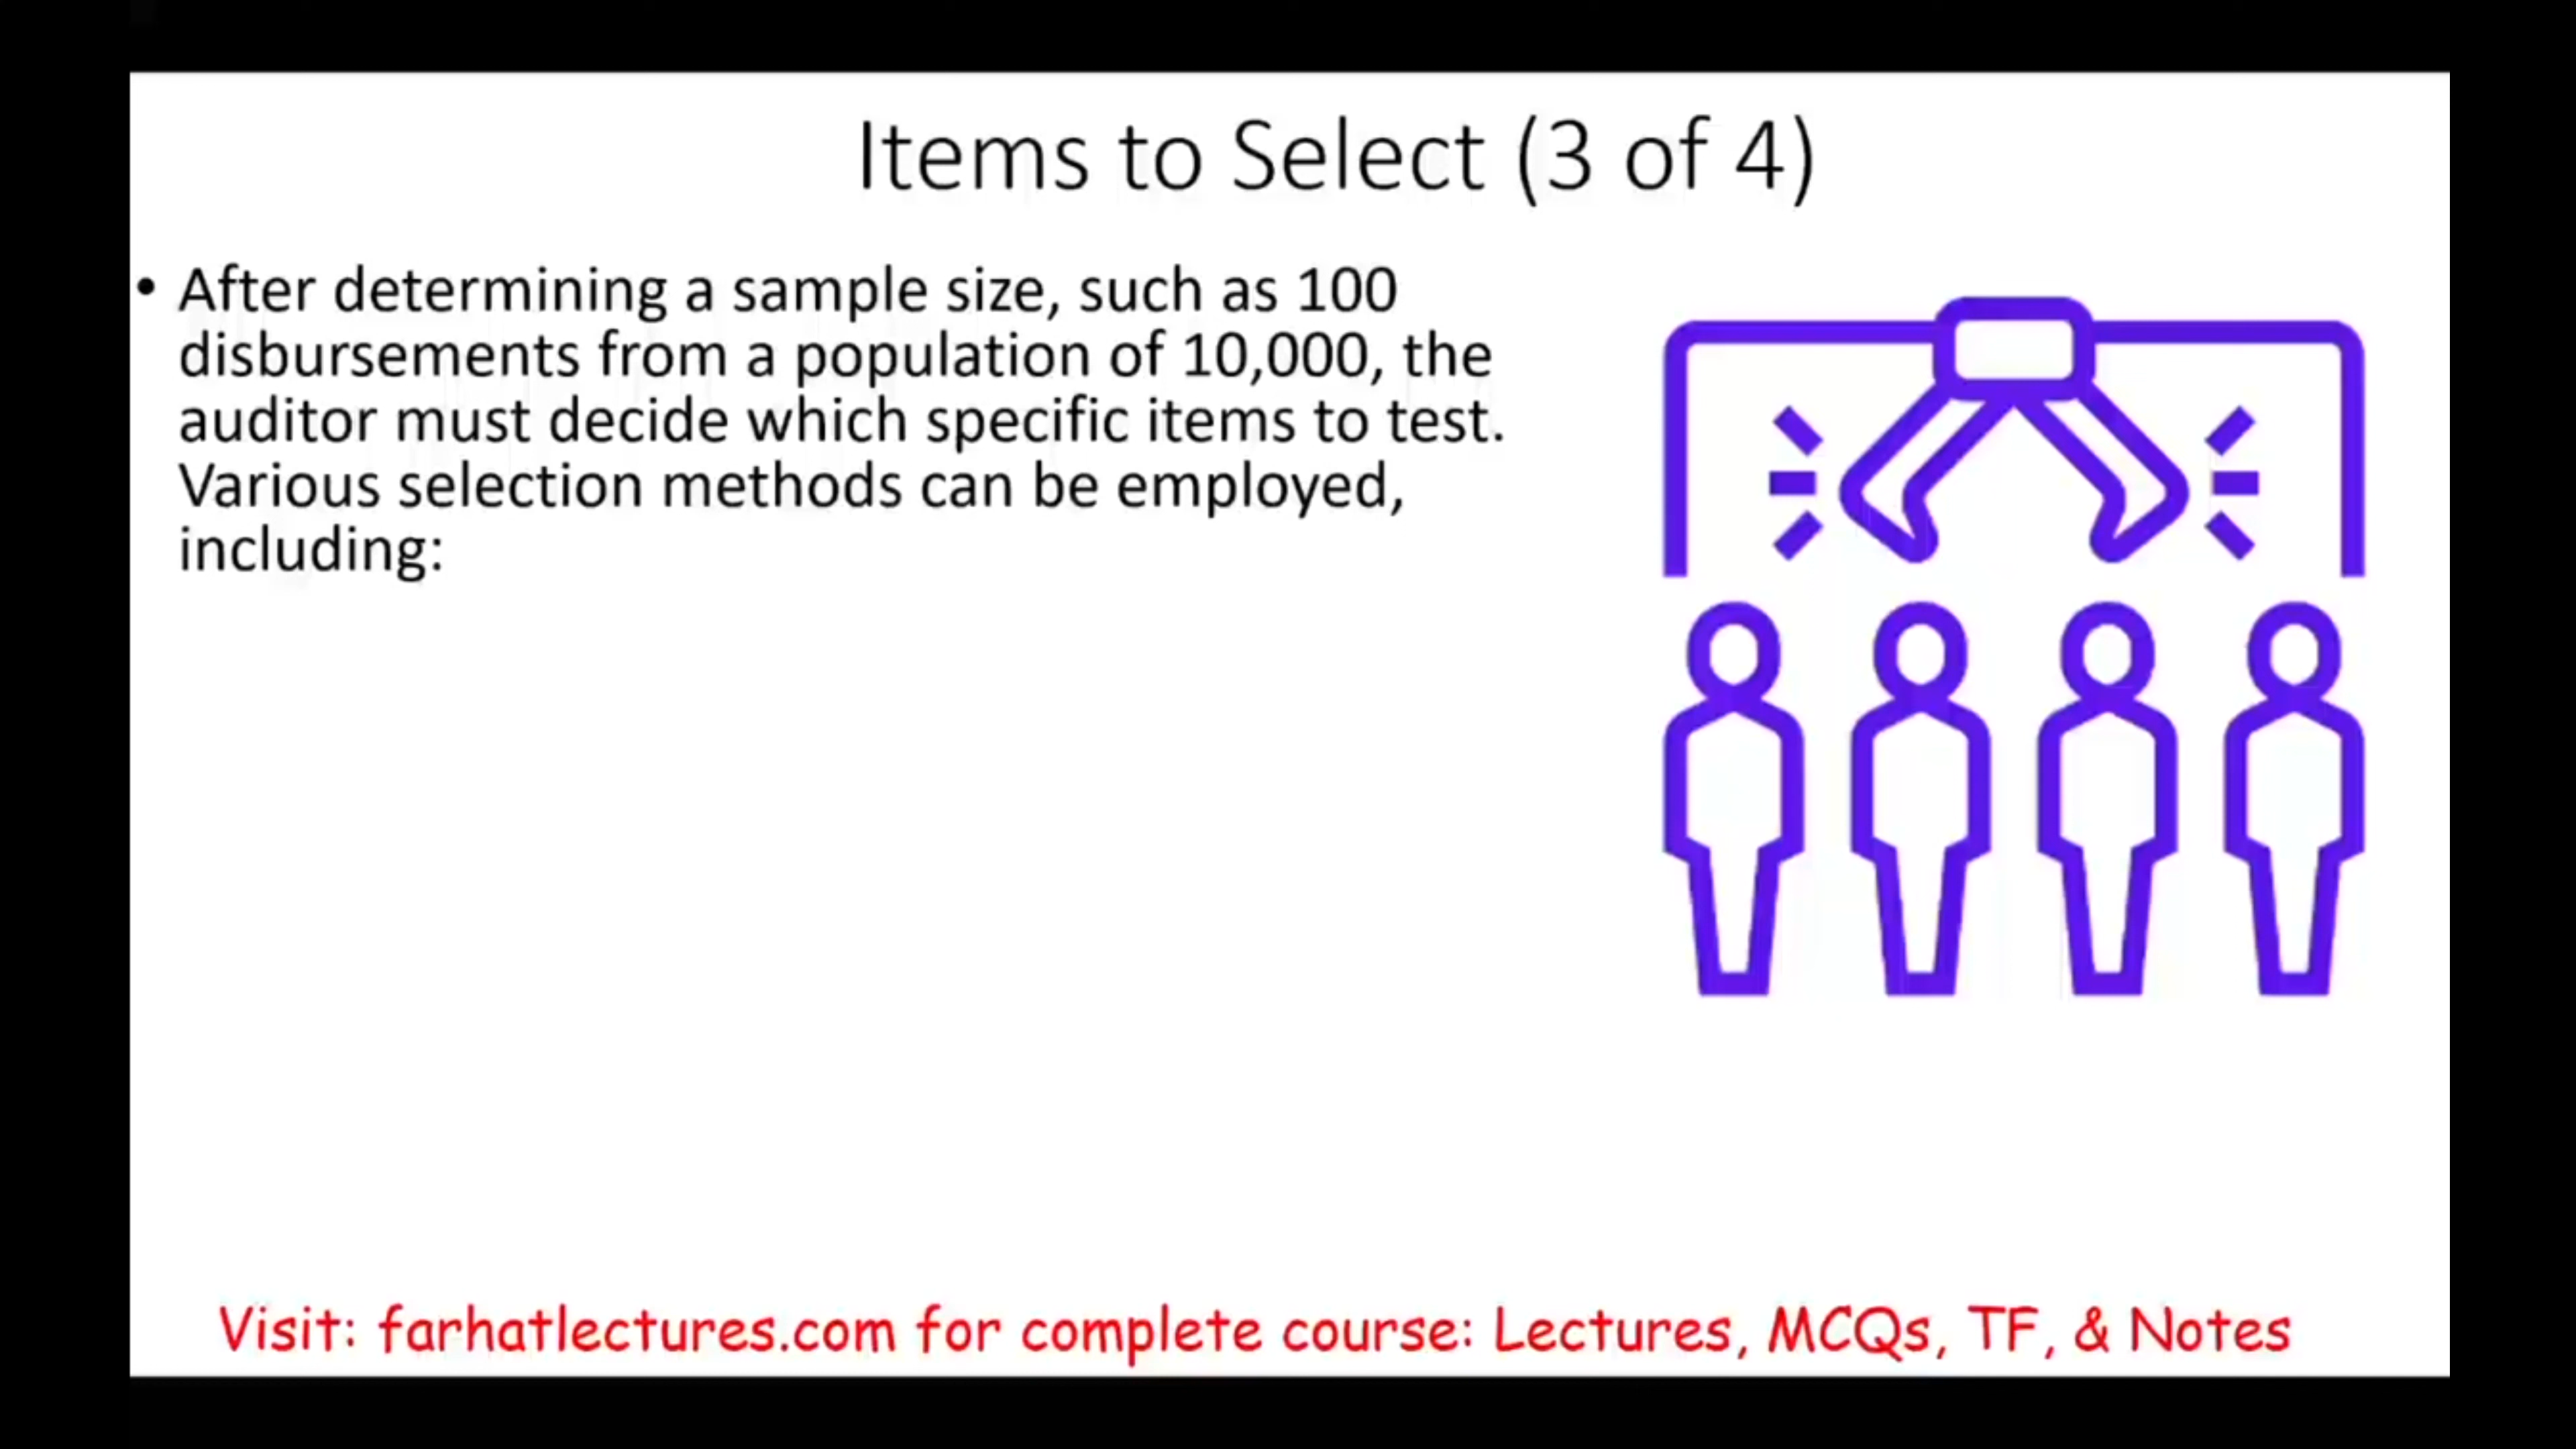 Items to Select (3 of 4)
• After determining a sample size, such as 100
disbursements from a population of 10,000, the
auditor must decide which specific items to test.
Various selection methods can be employed,
including:
Visit: farhatlectures.com for complete course: Lectures, MCQs, TF, & Notes